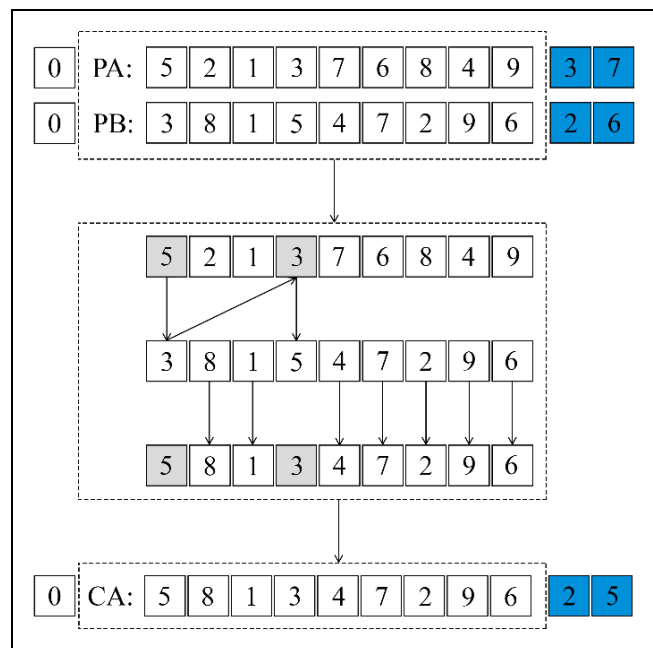 0 PA: 5 2 1 3 7 6 8 4 9 3 7
0 PB: 3 8 1 5 4 7 2 9 6 2 6
5 2 1 3 7 6 8 4 9
3 8 1 5 4 7 2 9 6
5 8 1 3 4 7 2 9 6
0 CA: 5 8 1 3 4 7 2 9 6 2 5